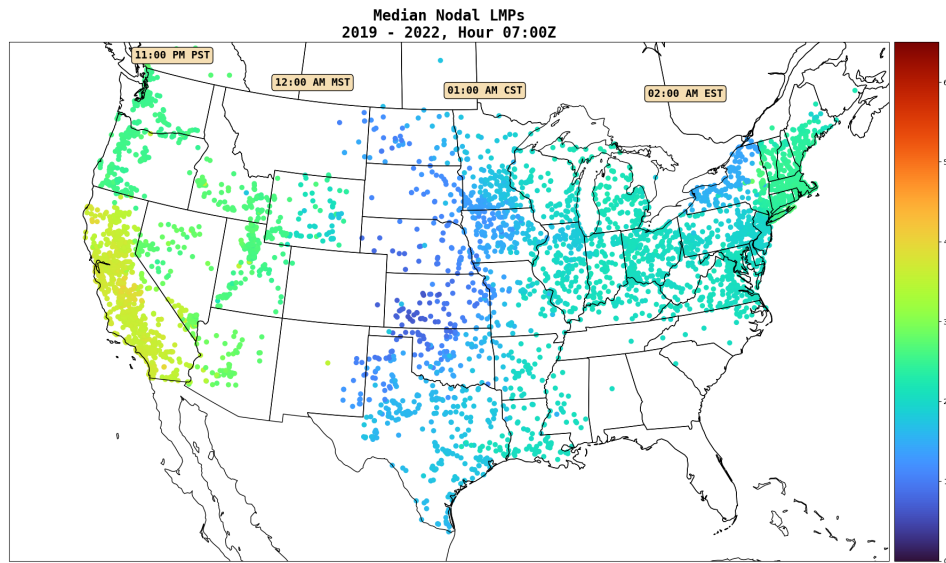 Median Nodal LMPs
2019 - 2022, Hour 07:00Z
11:00 PM PST
12:00 AM MST
01:00 AM CST
02:00 AM EST